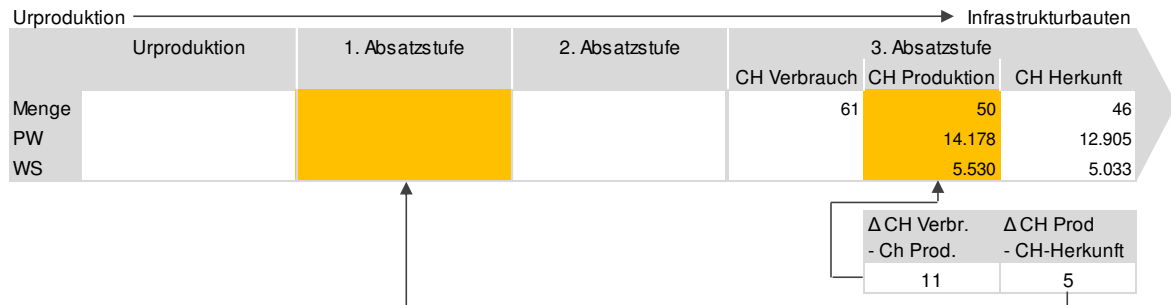 Urproduktion Infrastrukturbauten
Urproduktion 1. Absatzstufe 2. Absatzstufe 3. Absatzstufe
CH Verbrauch CH Produktion CH Herkunft
Menge 61 50 46
PW 14.178 12.905
WS 5.530 5.033
Δ CH Verbr. Δ CH Prod
- Ch Prod. - CH-Herkunft
11 5